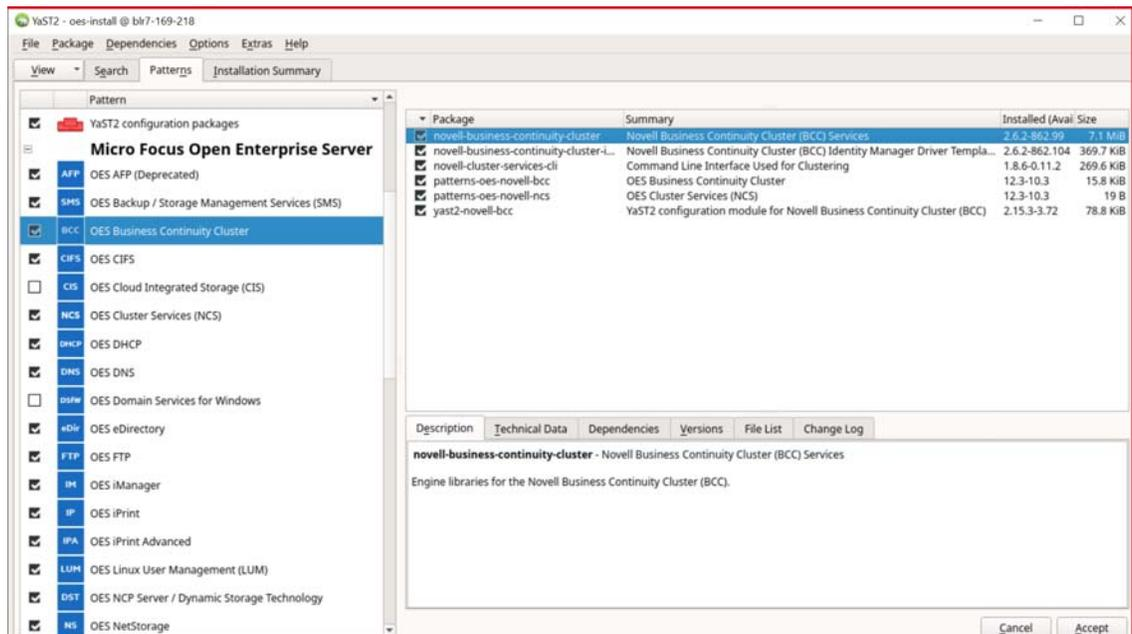 YaST2 - oes-install @ blr7-169-218
File Package Dependencies Options Extras Help
View Search Patterns Installation Summary
Pattern
YaST2 configuration packages
Micro Focus Open Enterprise Server
AFP OES AFP (Deprecated)
SMS OES Backup / Storage Management Services (SMS)
BCC OES Business Continuity Cluster
CIFS OES CIFS
CIS OES Cloud Integrated Storage (CIS)
NCS OES Cluster Services (NCS)
DHCP OES DHCP
DNS OES DNS
DSfW OES Domain Services for Windows
eDir OES eDirectory
FTP OES FTP
IM OES iManager
IP OES iPrint
IPA OES iPrint Advanced
LUM OES Linux User Management (LUM)
DST OES NCP Server / Dynamic Storage Technology
NS OES NetStorage
Package Summary Installed (Avai Size
novell-business-continuity-cluster Novell Business Continuity Cluster (BCC) Services 2.6.2-862.99 7.1 MiB
novell-business-continuity-cluster-i... Novell Business Continuity Cluster (BCC) Identity Manager Driver Templa... 2.6.2-862.104 369.7 KiB
novell-cluster-services-cli Command Line Interface Used for Clustering 1.8.6-0.11.2 269.6 KiB
patterns-oes-novell-bcc OES Business Continuity Cluster 12.3-10.3 15.8 KiB
patterns-oes-novell-ncs OES Cluster Services (NCS) 12.3-10.3 19 B
yast2-novell-bcc YaST2 configuration module for Novell Business Continuity Cluster (BCC) 2.15.3-3.72 78.8 KiB
Description Technical Data Dependencies Versions File List Change Log
novell-business-continuity-cluster - Novell Business Continuity Cluster (BCC) Services
Engine libraries for the Novell Business Continuity Cluster (BCC).
Cancel Accept